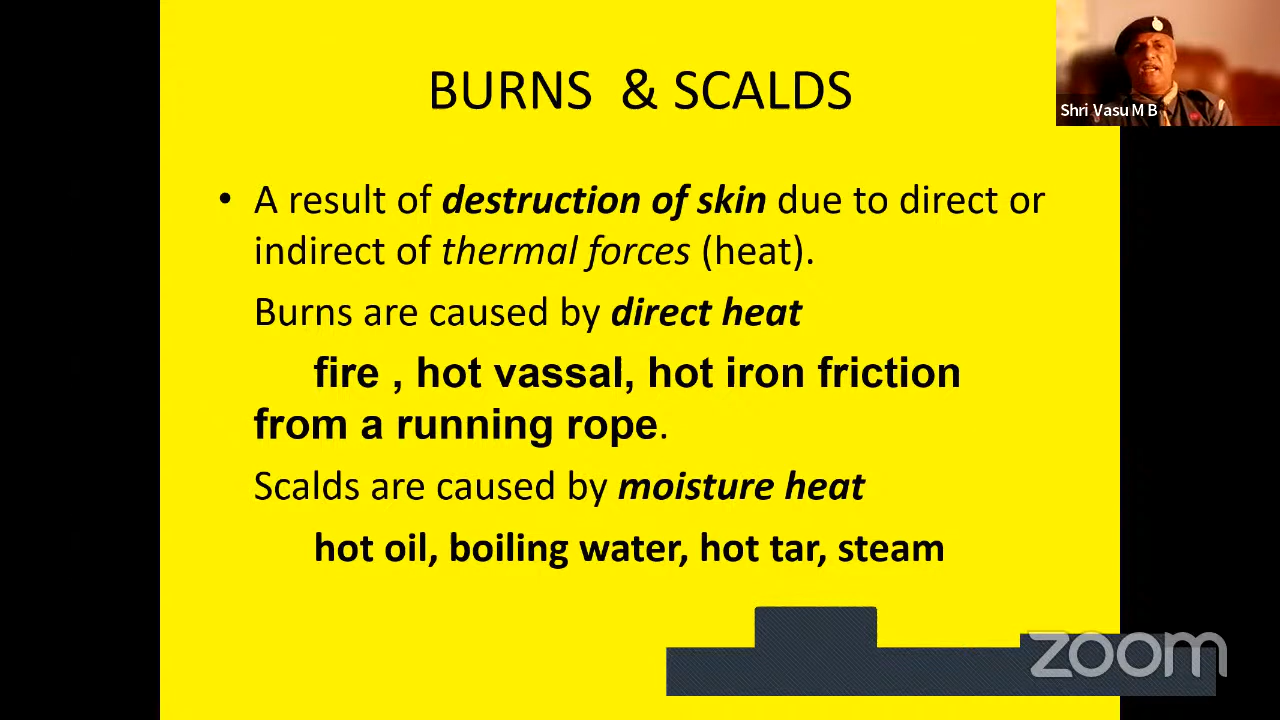 BURNS & SCALDS
Shri Vasu M B
• A result of destruction of skin due to direct or
indirect of thermal forces (heat).
Burns are caused by direct heat
fire , hot vassal, hot iron friction
from a running rope.
Scalds are caused by moisture heat
hot oil, boiling water, hot tar, steam
zoom